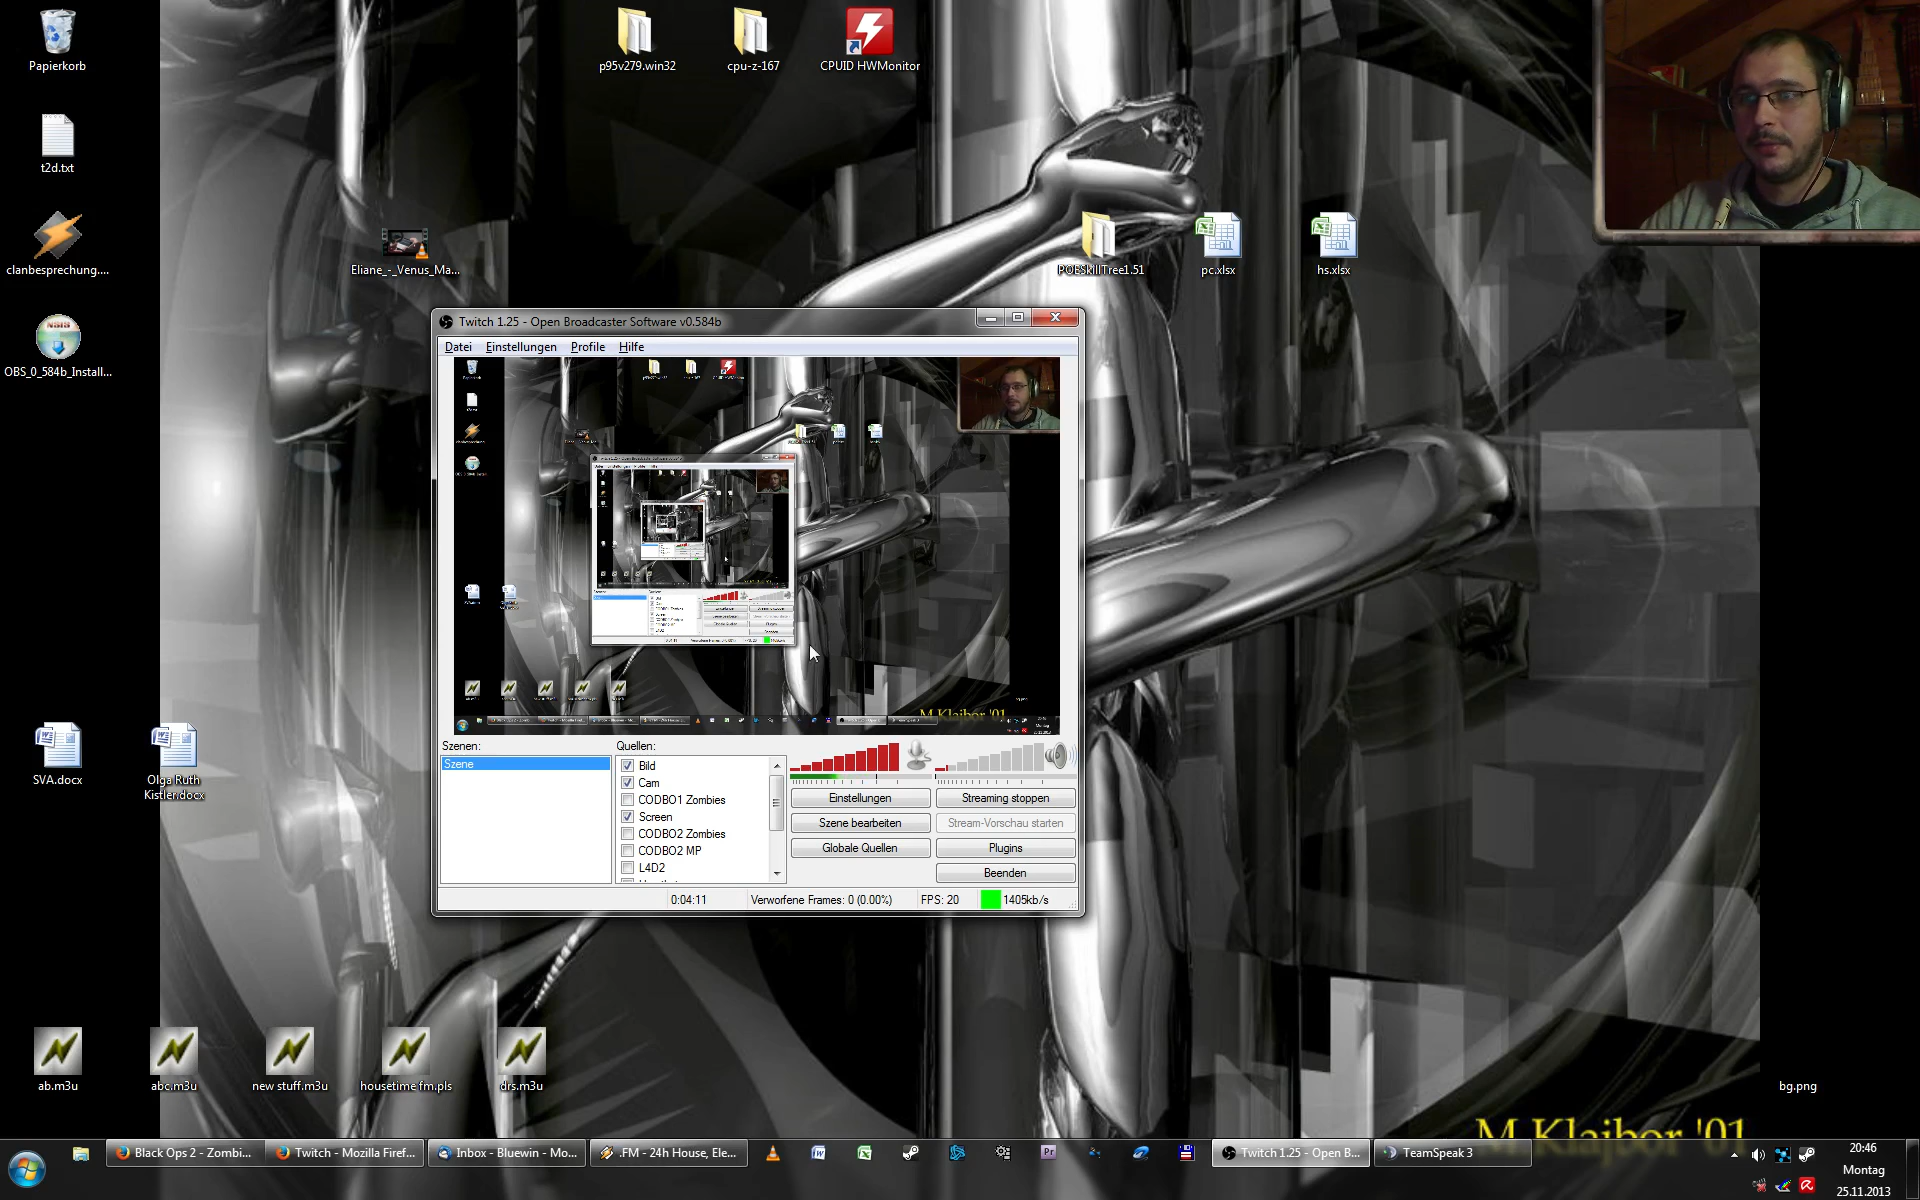 Papierkorb
p95v279.win32
cpu-z-167
CPUID HWMonitor
t2d.txt
clanbesprechung....
Eliane_-_Venus_Ma...
POESkillTree1.51
pc.xlsx
hs.xlsx
OBS_0_584b_Install...
Twitch 1.25 - Open Broadcaster Software v0.584b
Datei Einstellungen Profile Hilfe
M Klajbor '01
Szenen:
Quellen:
Szene
Bild
Cam
CODBO1 Zombies
Screen
CODBO2 Zombies
CODBO2 MP
L4D2
Einstellungen
Streaming stoppen
Szene bearbeiten
Stream-Vorschau starten
Globale Quellen
Plugins
Beenden
0:04:11
Verworfene Frames: 0 (0.00%)
FPS: 20
1405kb/s
SVA.docx
Olga Ruth
Kistler.docx
ab.m3u
abc.m3u
new stuff.m3u
housetime fm.pls
drs.m3u
bg.png
M Klajbor '01
Black Ops 2 - Zombi...
Twitch - Mozilla Firef...
Inbox - Bluewin - Mo...
.FM - 24h House, Ele...
Pr
Twitch 1.25 - Open B...
TeamSpeak 3
20:46
Montag
25.11.2013